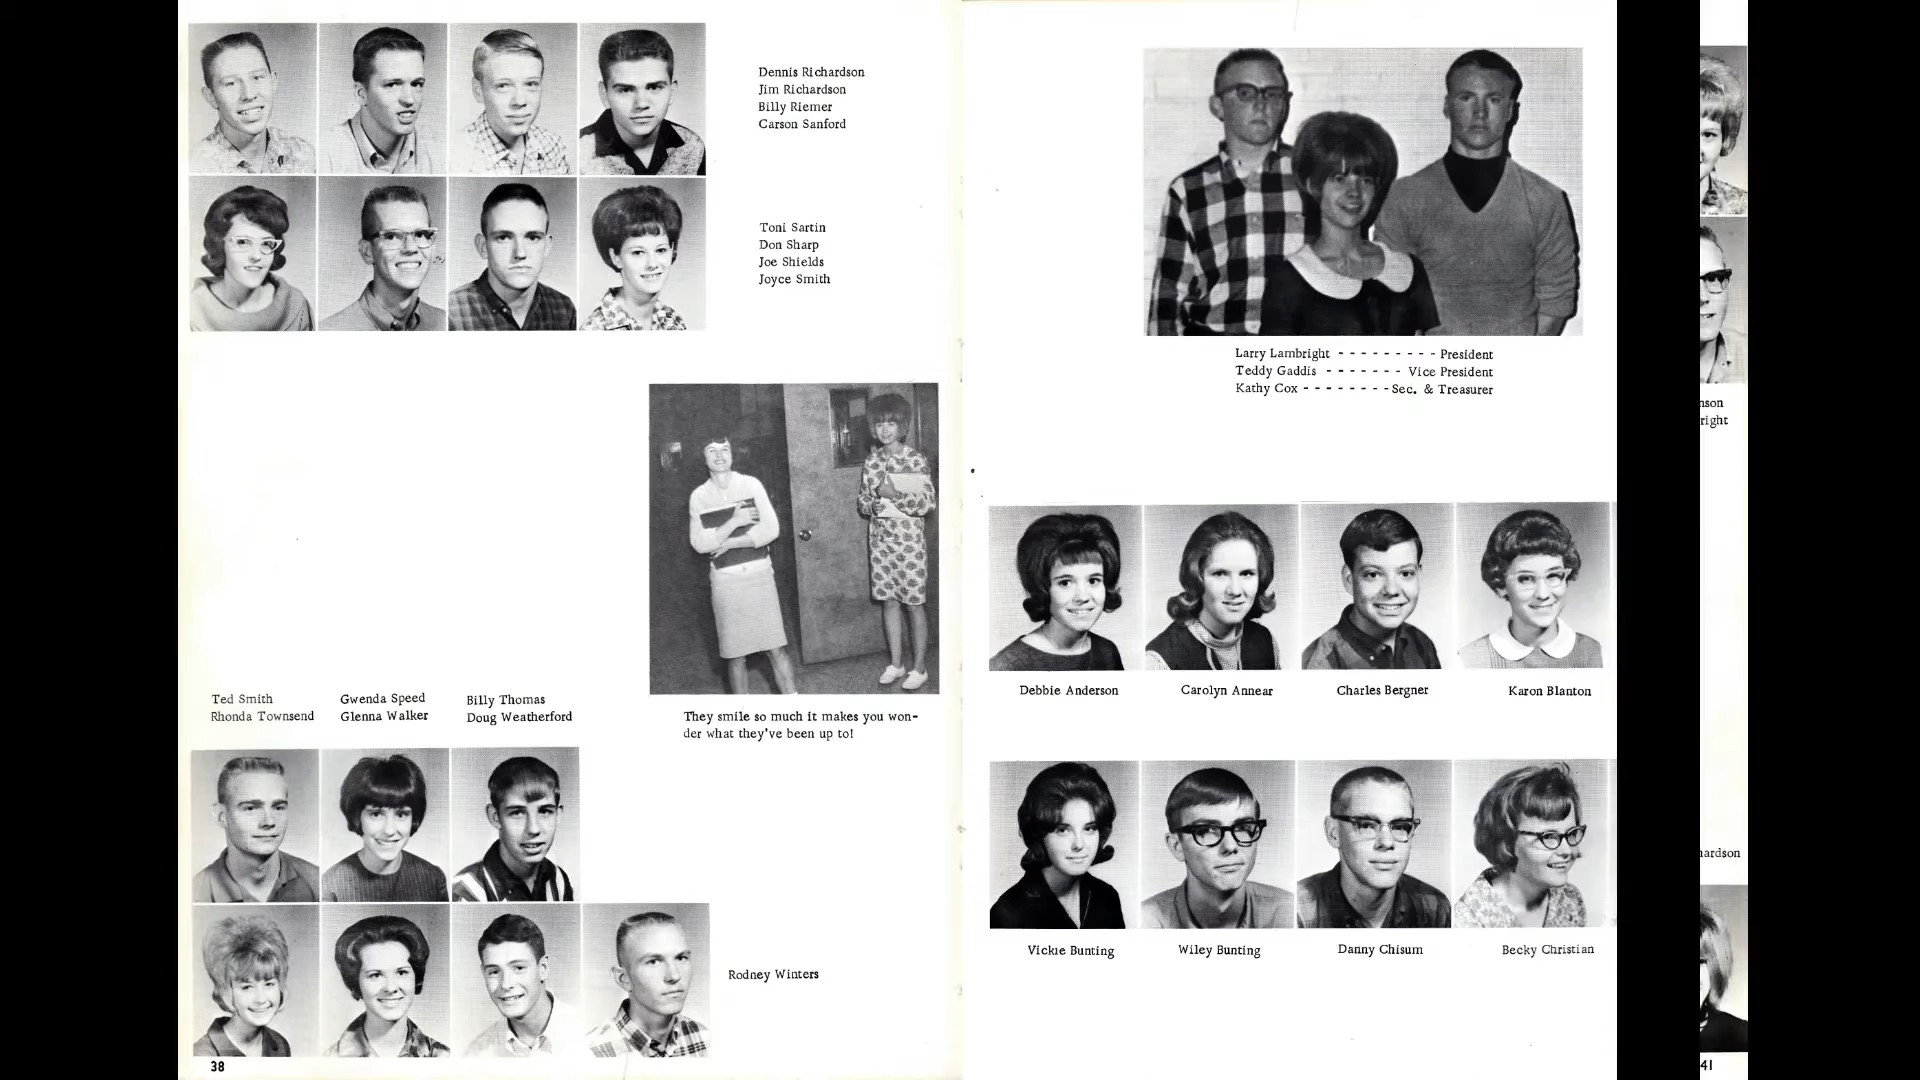 Dennis Richardson
Jim Richardson
Billy Riemer
Carson Sanford
Toni Sartin
Don Sharp
Joe Shields
Joyce Smith
They smile so much it makes you won-
der what they've been up to!
Ted Smith
Rhonda Townsend
Gwenda Speed
Glenna Walker
Billy Thomas
Doug Weatherford
Rodney Winters
38
Larry Lambright - - - - - - - - - President
Teddy Gaddis - - - - - - - Vice President
Kathy Cox - - - - - - - - Sec. & Treasurer
Debbie Anderson
Carolyn Annear
Charles Bergner
Karon Blanton
Vickie Bunting
Wiley Bunting
Danny Chisum
Becky Christian
nson
right
hardson
41